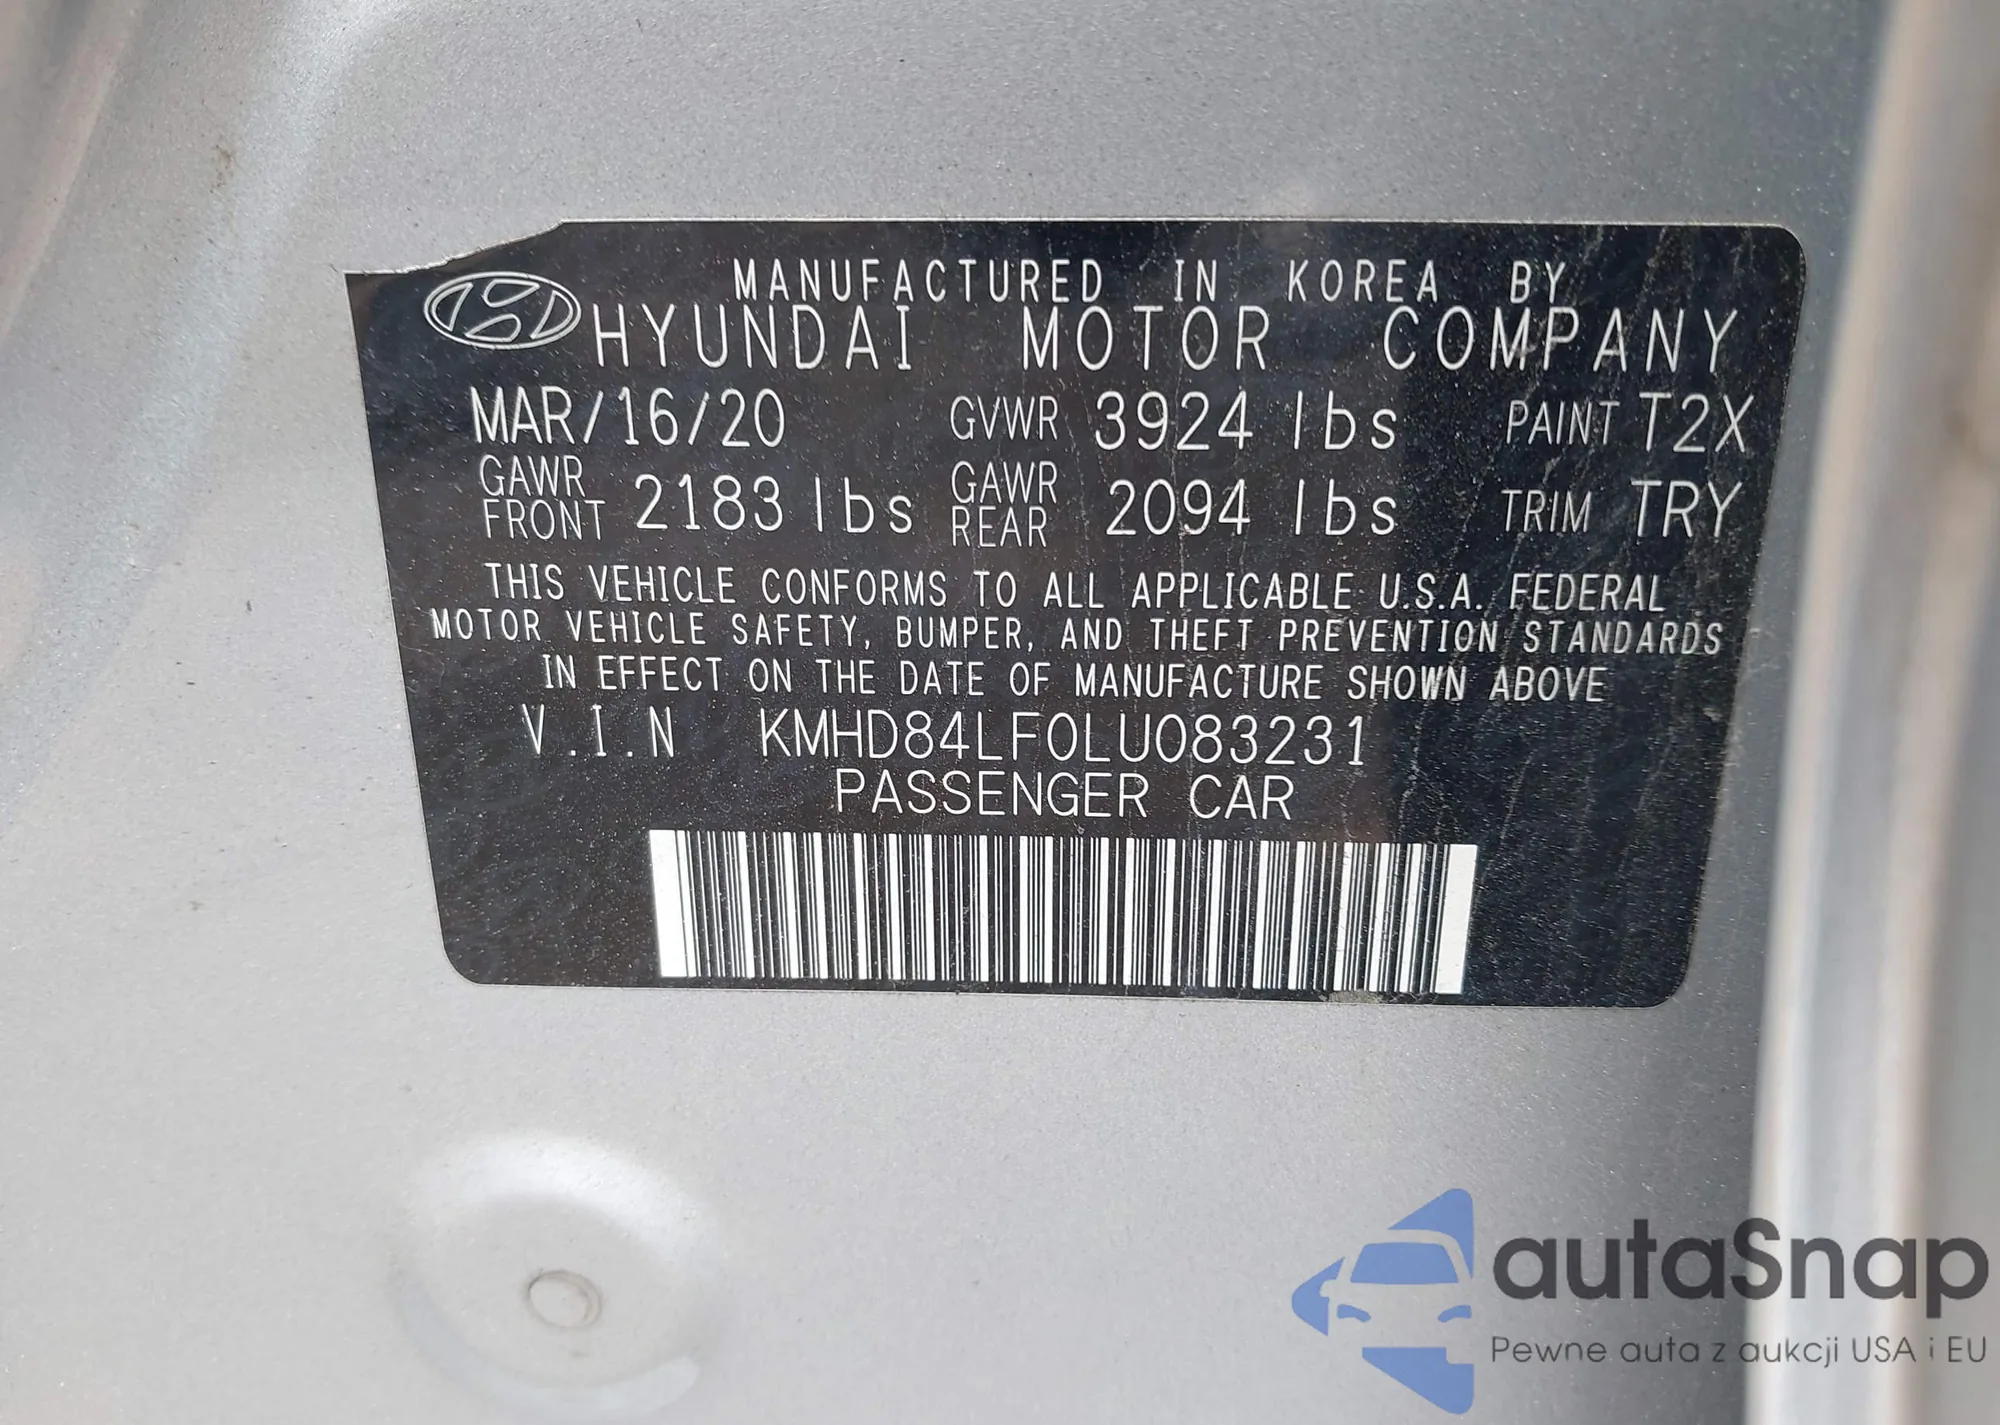 MANUFACTURED IN KOREA BY
HYUNDAI MOTOR COMPANY
MAR/16/20 GVWR 3924 lbs PAINT T2X
GAWR FRONT 2183 lbs GAWR REAR 2094 lbs TRIM TRY
THIS VEHICLE CONFORMS TO ALL APPLICABLE U.S.A. FEDERAL
MOTOR VEHICLE SAFETY, BUMPER, AND THEFT PREVENTION STANDARDS
IN EFFECT ON THE DATE OF MANUFACTURE SHOWN ABOVE
V.I.N KMHD84LF0LU083231
PASSENGER CAR
autaSnap
Pewne auta z aukcji USA i EU